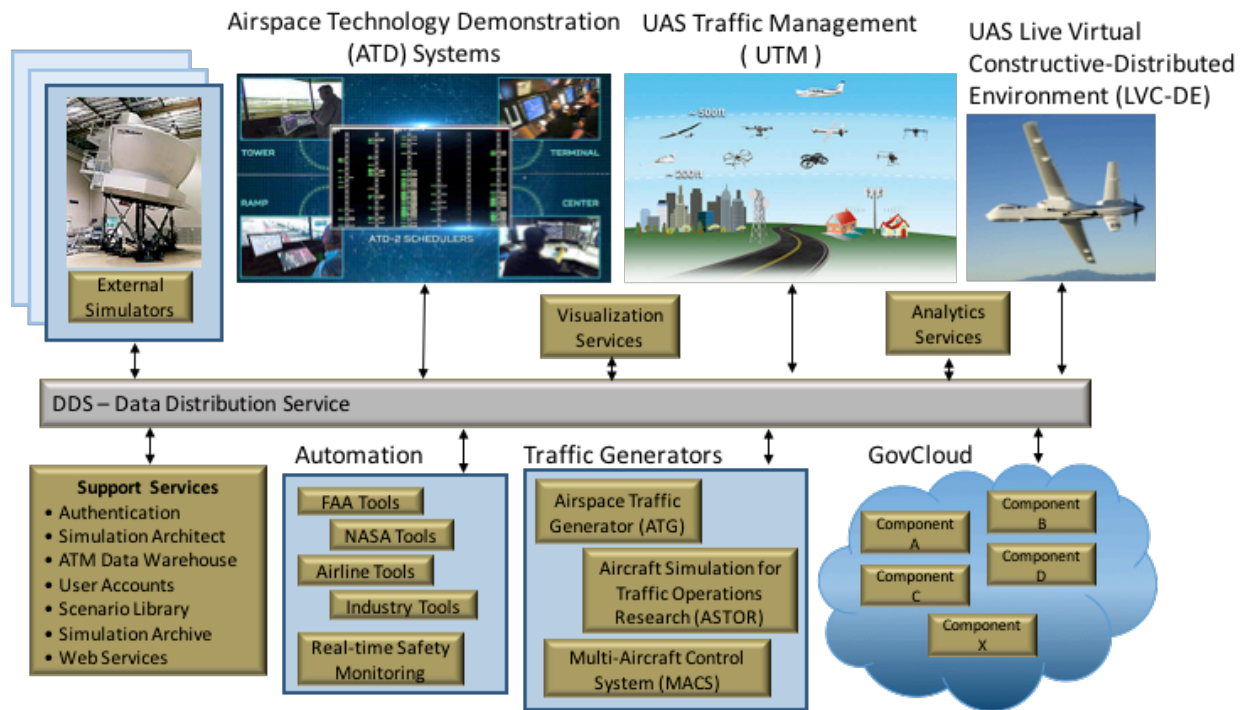 Airspace Technology Demonstration
(ATD) Systems
UAS Traffic Management
( UTM )
UAS Live Virtual
Constructive-Distributed
Environment (LVC-DE)
TOWER
TERMINAL
RAMP
CENTER
ATD-2 SCHEDULERS
~ 500ft
~ 200ft
External
Simulators
Visualization
Services
Analytics
Services
DDS – Data Distribution Service
Support Services
• Authentication
• Simulation Architect
• ATM Data Warehouse
• User Accounts
• Scenario Library
• Simulation Archive
• Web Services
Automation
FAA Tools
NASA Tools
Airline Tools
Industry Tools
Real-time Safety
Monitoring
Traffic Generators
Airspace Traffic
Generator (ATG)
Aircraft Simulation for
Traffic Operations
Research (ASTOR)
Multi-Aircraft Control
System (MACS)
GovCloud
Component
A
Component
B
Component
C
Component
D
Component
X